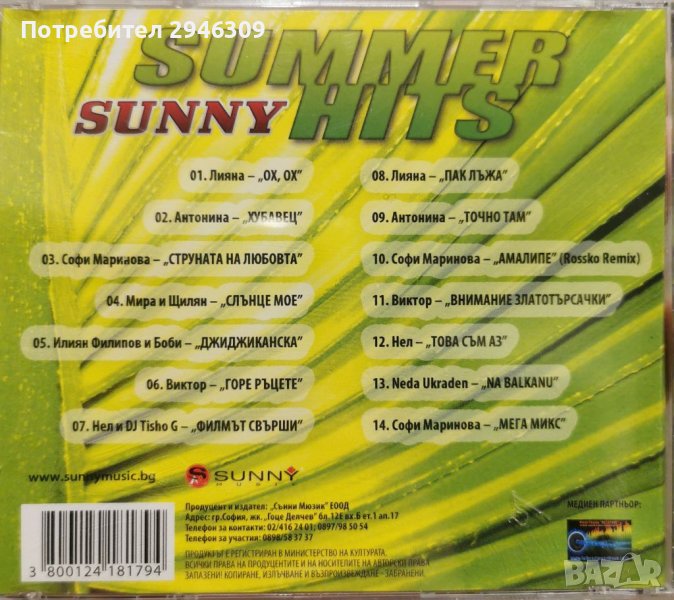 Потребител 2946309
SUMMER
SUNNY HITS
01. Лияна – „ОХ, ОХ”
02. Антонина – „ХУБАВЕЦ”
03. Софи Маринова – „СТРУНАТА НА ЛЮБОВТА”
04. Мира и Щилян – „СЛЪНЦЕ МОЕ”
05. Илиян Филипов и Боби – „ДЖИДЖИКАНСКА”
06. Виктор – „ГОРЕ РЪЦЕТЕ”
07. Нел и DJ Tisho G – „ФИЛМЪТ СВЪРШИ”
08. Лияна – „ПАК ЛЪЖА”
09. Антонина – „ТОЧНО ТАМ”
10. Софи Маринова – „АМАЛИПЕ” (Rossko Remix)
11. Виктор – „ВНИМАНИЕ ЗЛАТОТЪРСАЧКИ”
12. Нел – „ТОВА СЪМ АЗ”
13. Neda Ukraden – „NA BALKANU”
14. Софи Маринова – „МЕГА МИКС”
www.sunnymusic.bg
SUNNY
MUSIC
3 800124 181794
Продуцент и издател: „Съни Мюзик” ЕООД
Адрес: гр.София, жк. „Гоце Делчев” бл.12Е вх.Б ет.1 ап.17
Телефон за контакти: 02/416 24 01; 0897/98 50 54
Телефон за участия: 0898/58 37 37
ПРОДУКТЪТ Е РЕГИСТРИРАН В МИНИСТЕРСТВО НА КУЛТУРАТА.
ВСИЧКИ ПРАВА НА ПРОДУЦЕНТИТЕ И НА НОСИТЕЛИТЕ НА АВТОРСКИ ПРАВА
ЗАПАЗЕНИ! КОПИРАНЕ, ИЗЛЪЧВАНЕ И ВЪЗПРОИЗВЕЖДАНЕ – ЗАБРАНЕНИ.
МЕДИЕН ПАРТНЬОР:
BAZAR